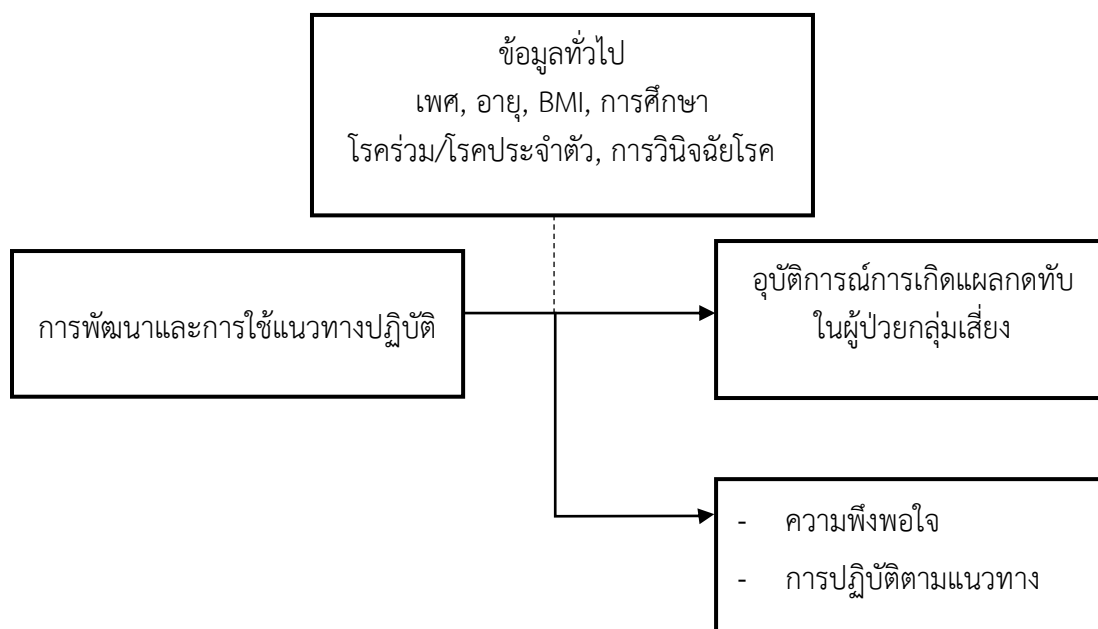 ข้อมูลทั่วไป
เพศ, อายุ, BMI, การศึกษา
โรคร่วม/โรคประจำตัว, การวินิจฉัยโรค
การพัฒนาและการใช้แนวทางปฏิบัติ
อุบัติการณ์การเกิดแผลกดทับ
ในผู้ป่วยกลุ่มเสี่ยง
- ความพึงพอใจ
- การปฏิบัติตามแนวทาง